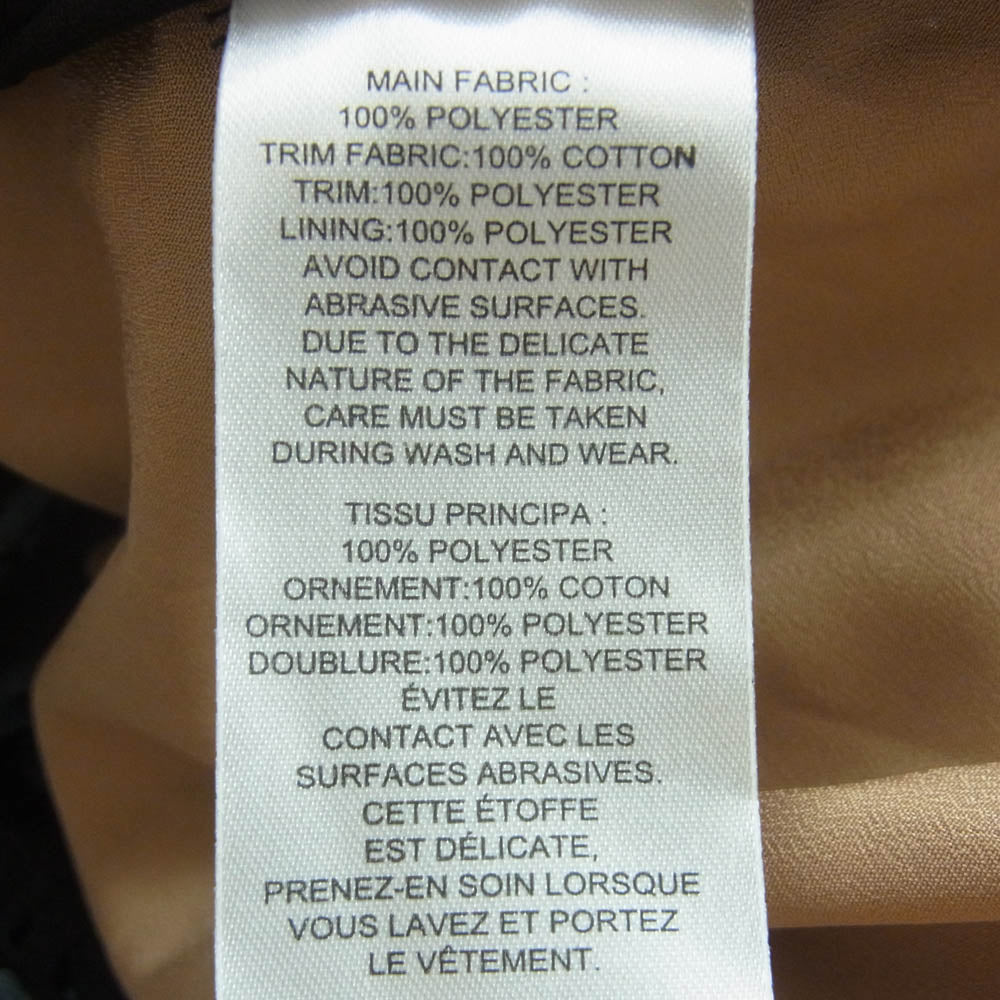 MAIN FABRIC :
100% POLYESTER
TRIM FABRIC:100% COTTON
TRIM:100% POLYESTER
LINING:100% POLYESTER
AVOID CONTACT WITH
ABRASIVE SURFACES.
DUE TO THE DELICATE
NATURE OF THE FABRIC,
CARE MUST BE TAKEN
DURING WASH AND WEAR.
TISSU PRINCIPA :
100% POLYESTER
ORNEMENT:100% COTON
ORNEMENT:100% POLYESTER
DOUBLURE:100% POLYESTER
ÉVITEZ LE
CONTACT AVEC LES
SURFACES ABRASIVES.
CETTE ÉTOFFE
EST DÉLICATE,
PRENEZ-EN SOIN LORSQUE
VOUS LAVEZ ET PORTEZ
LE VÊTEMENT.